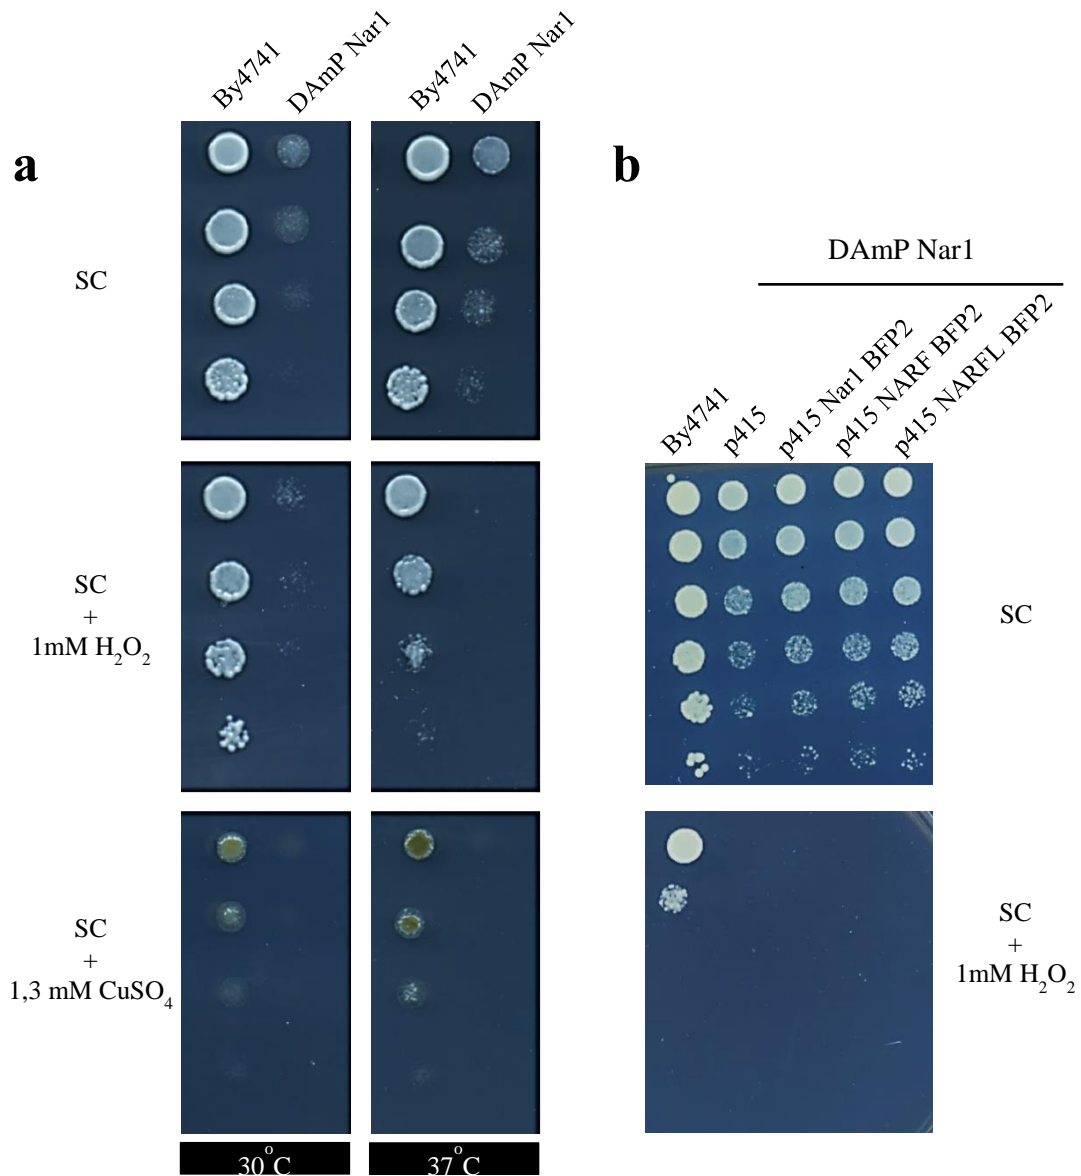 a
By4741
DAmP Nar1
By4741
DAmP Nar1
SC
SC
+
1mM H₂O₂
SC
+
1,3 mM CuSO₄
30°C
37°C
b
DAmP Nar1
By4741
p415
p415 Nar1 BFP2
p415 NARF BFP2
p415 NARFL BFP2
SC
SC
+
1mM H₂O₂